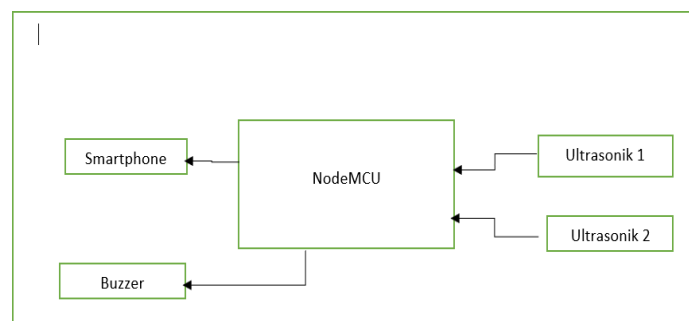 Smartphone
NodeMCU
Ultrasonik 1
Ultrasonik 2
Buzzer